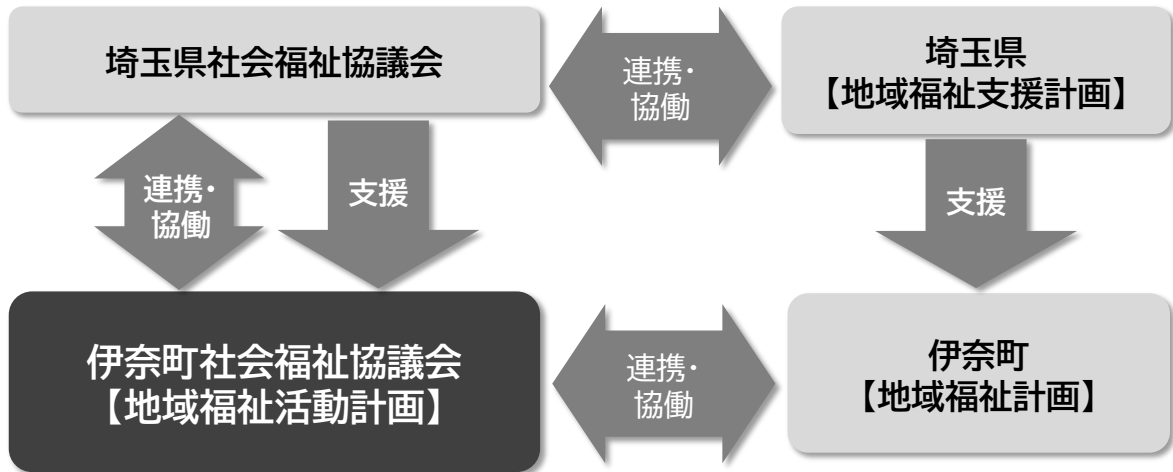 埼玉県社会福祉協議会
連携・
協働
埼玉県
【地域福祉支援計画】
連携・
協働
支援
支援
伊奈町社会福祉協議会
【地域福祉活動計画】
連携・
協働
伊奈町
【地域福祉計画】